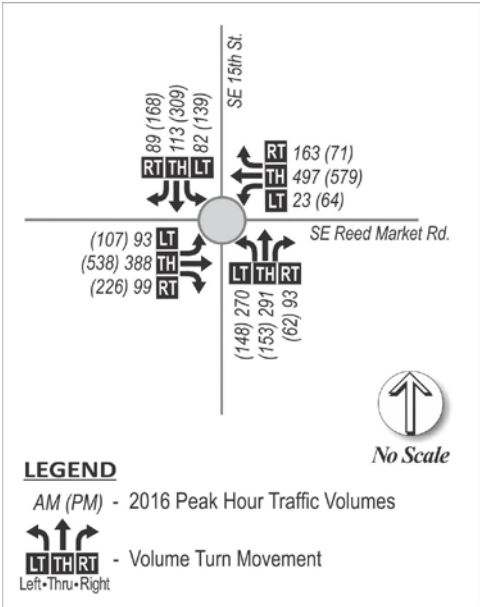 SE 15th St.
89 (168)
113 (309)
82 (139)
RT TH LT
RT 163 (71)
TH 497 (579)
LT 23 (64)
SE Reed Market Rd.
(107) 93 LT
(538) 388 TH
(226) 99 RT
LT TH RT
(148) 270
(153) 291
(62) 93
No Scale
LEGEND
AM (PM) - 2016 Peak Hour Traffic Volumes
LT TH RT - Volume Turn Movement
Left•Thru•Right